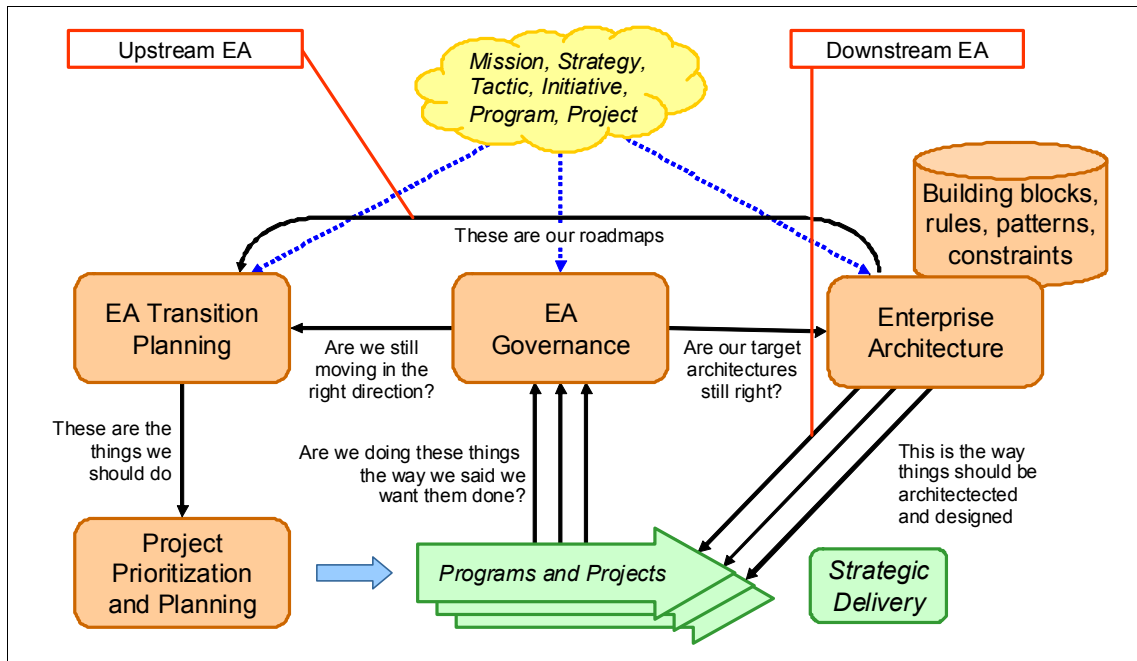 Upstream EA
Mission, Strategy,
Tactic, Initiative,
Program, Project
Downstream EA
Building blocks,
rules, patterns,
constraints
These are our roadmaps
EA Transition
Planning
EA
Governance
Enterprise
Architecture
Are we still
moving in the
right direction?
Are our target
architectures
still right?
These are the
things we
should do
Are we doing these things
the way we said we
want them done?
This is the way
things should be
architectected
and designed
Project
Prioritization
and Planning
Programs and Projects
Strategic
Delivery